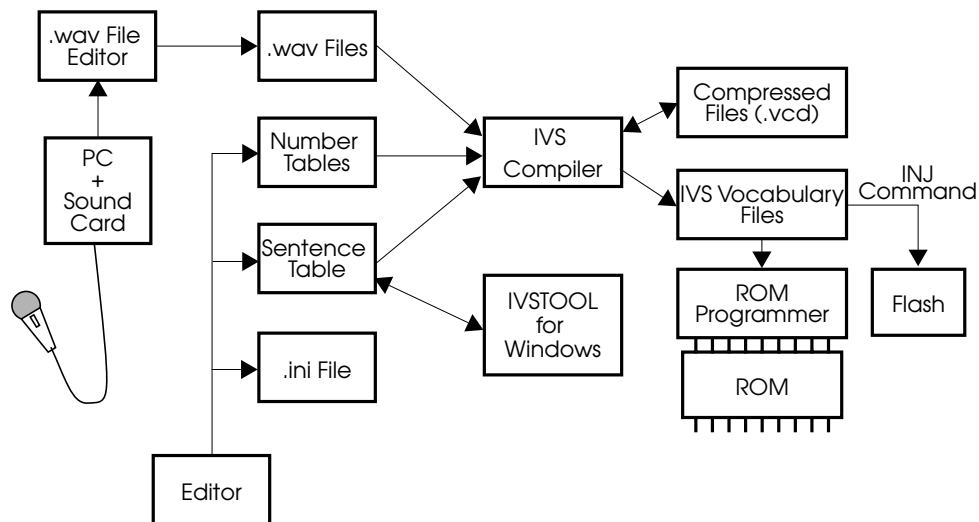 .wav File
Editor
.wav Files
PC
+
Sound
Card
Number
Tables
Sentence
Table
.ini File
Editor
IVS
Compiler
IVSTOOL
for
Windows
Compressed
Files (.vcd)
IVS Vocabulary
Files
INJ
Command
ROM
Programmer
ROM
Flash